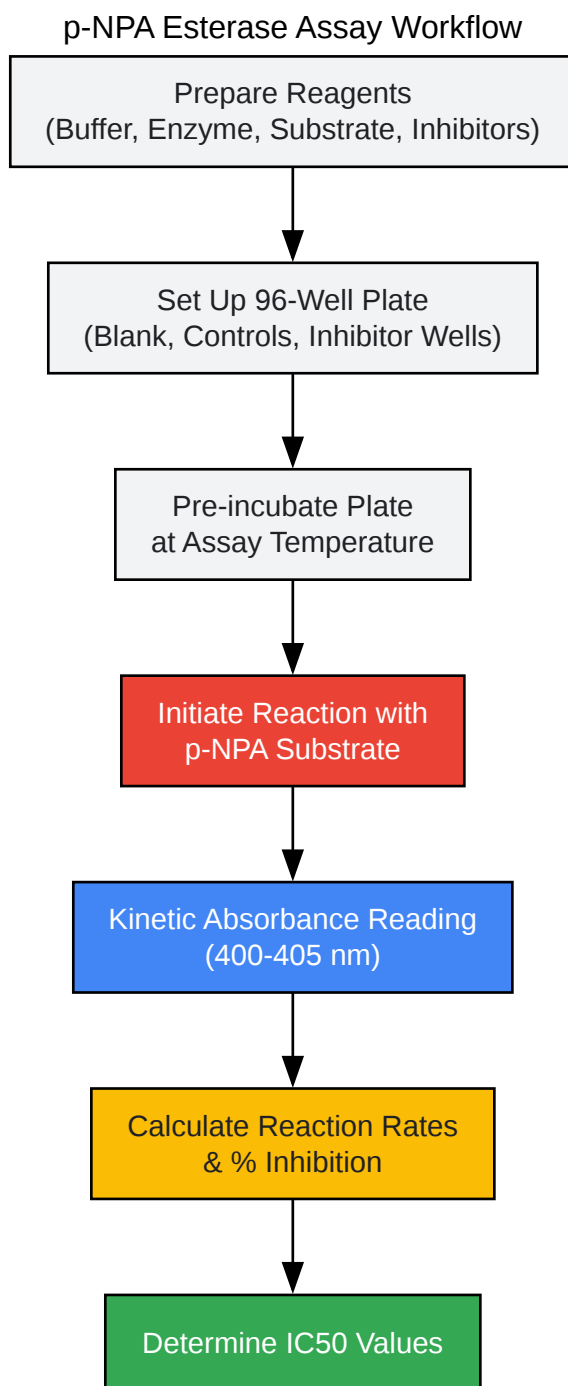 p-NPA Esterase Assay Workflow
Prepare Reagents
(Buffer, Enzyme, Substrate, Inhibitors)
Set Up 96-Well Plate
(Blank, Controls, Inhibitor Wells)
Pre-incubate Plate
at Assay Temperature
Initiate Reaction with
p-NPA Substrate
Kinetic Absorbance Reading
(400-405 nm)
Calculate Reaction Rates
& % Inhibition
Determine IC50 Values